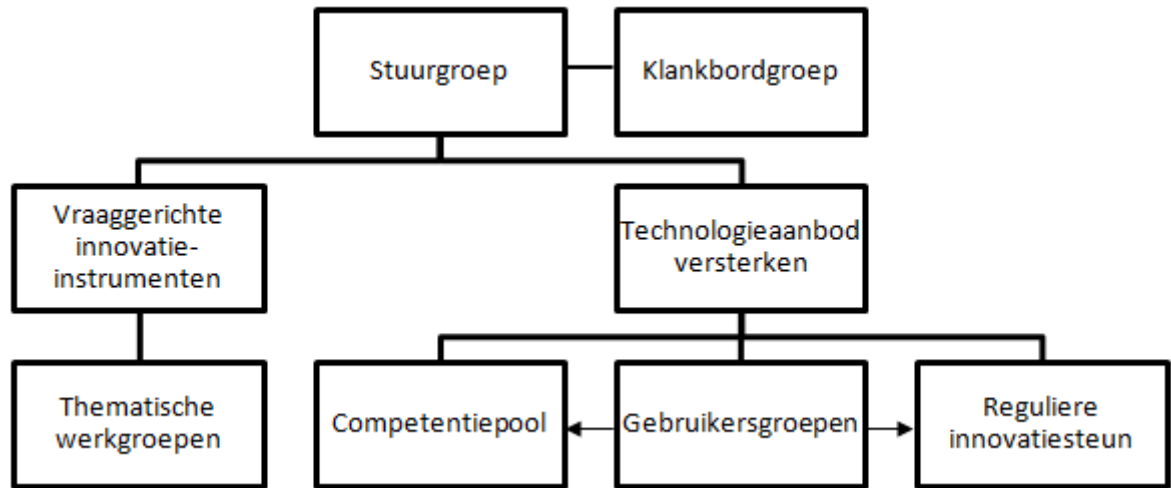 Stuurgroep
Klankbordgroep
Vraaggerichte
innovatie-
instrumenten
Technologieaanbod
versterken
Thematische
werkgroepen
Competentiepool
Gebruikersgroepen
Reguliere
innovatiesteun